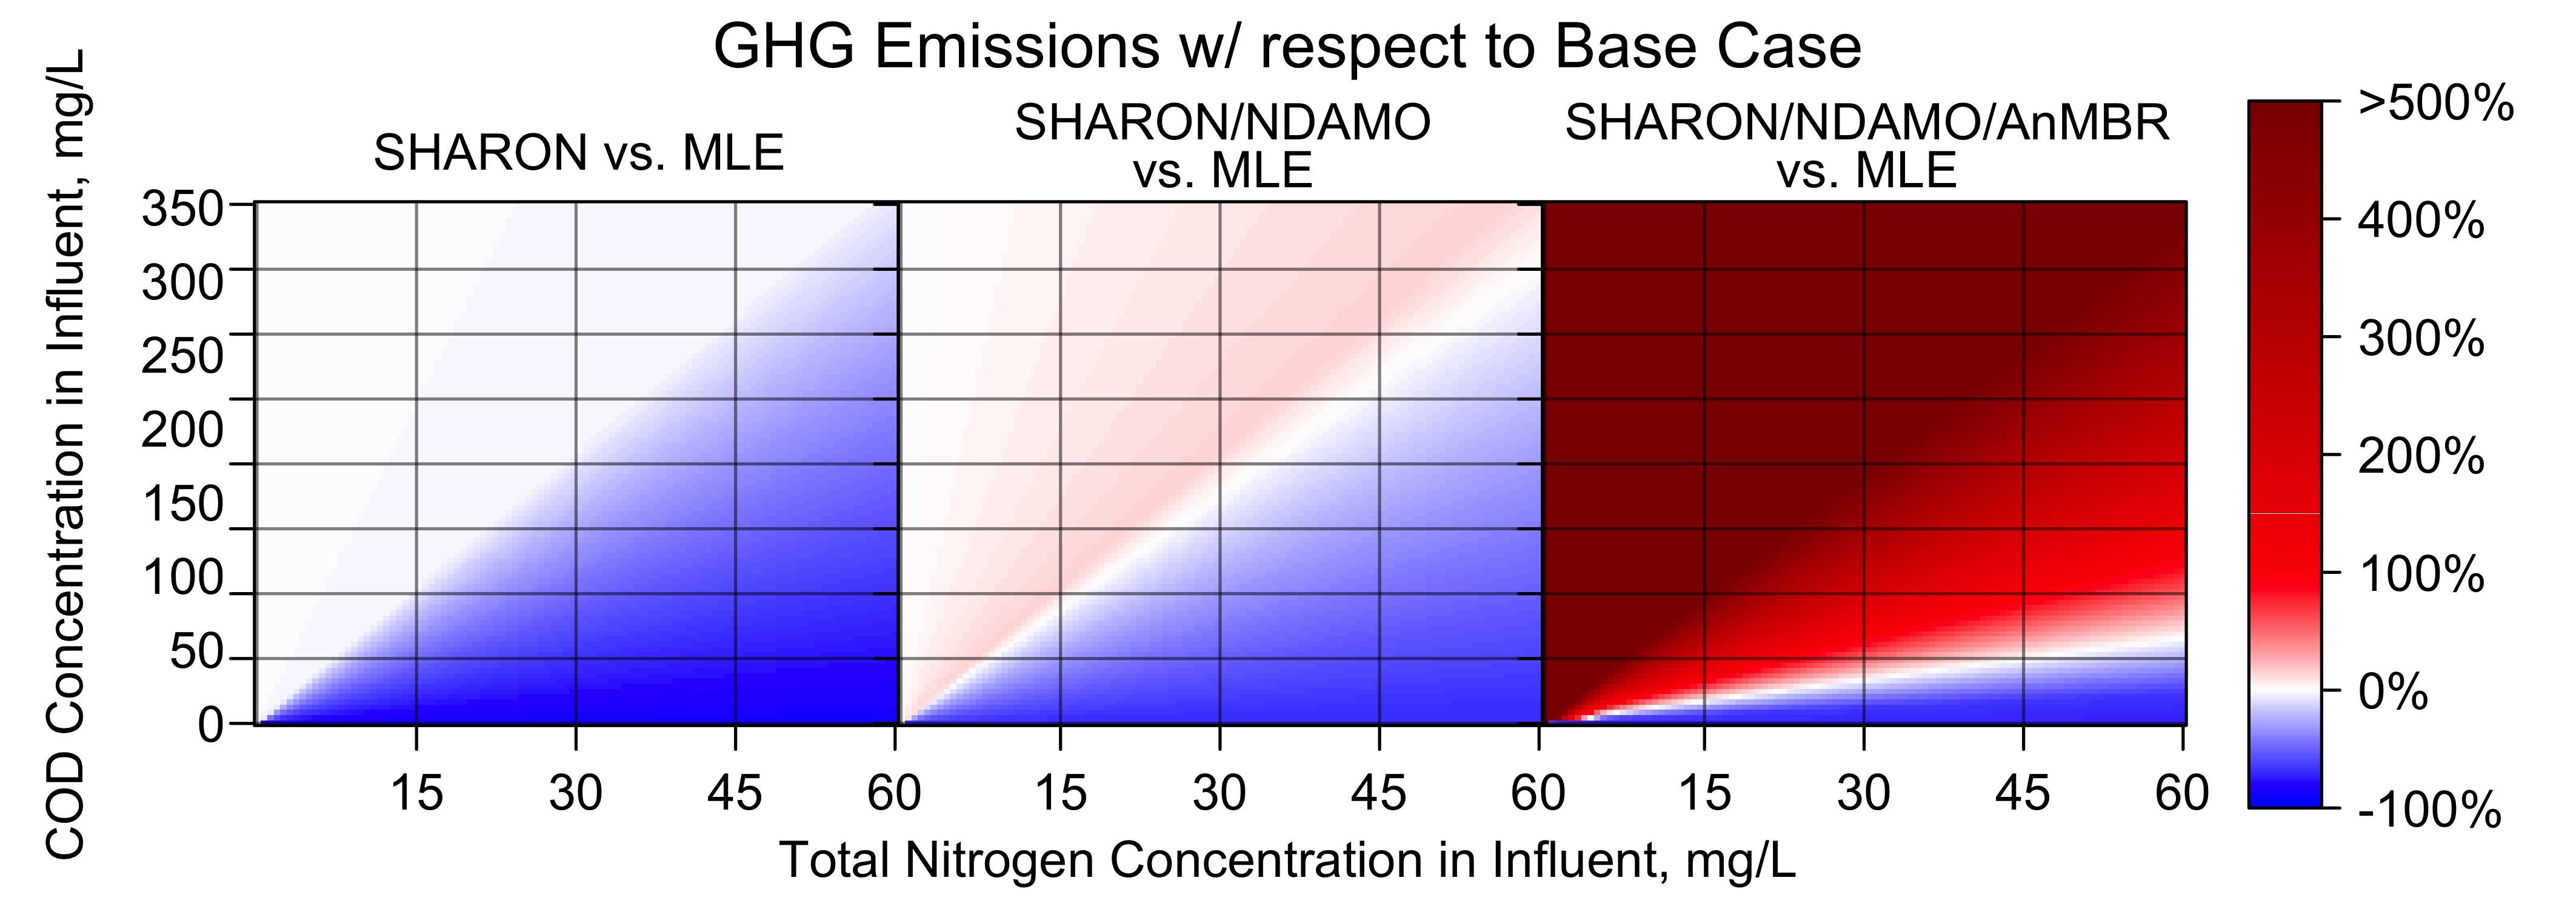 GHG Emissions w/ respect to Base Case
SHARON vs. MLE
SHARON/NDAMO
vs. MLE
SHARON/NDAMO/AnMBR
vs. MLE
COD Concentration in Influent, mg/L
350
300
250
200
150
100
50
0
15 30 45 60 15 30 45 60 15 30 45 60
Total Nitrogen Concentration in Influent, mg/L
>500%
400%
300%
200%
100%
0%
-100%